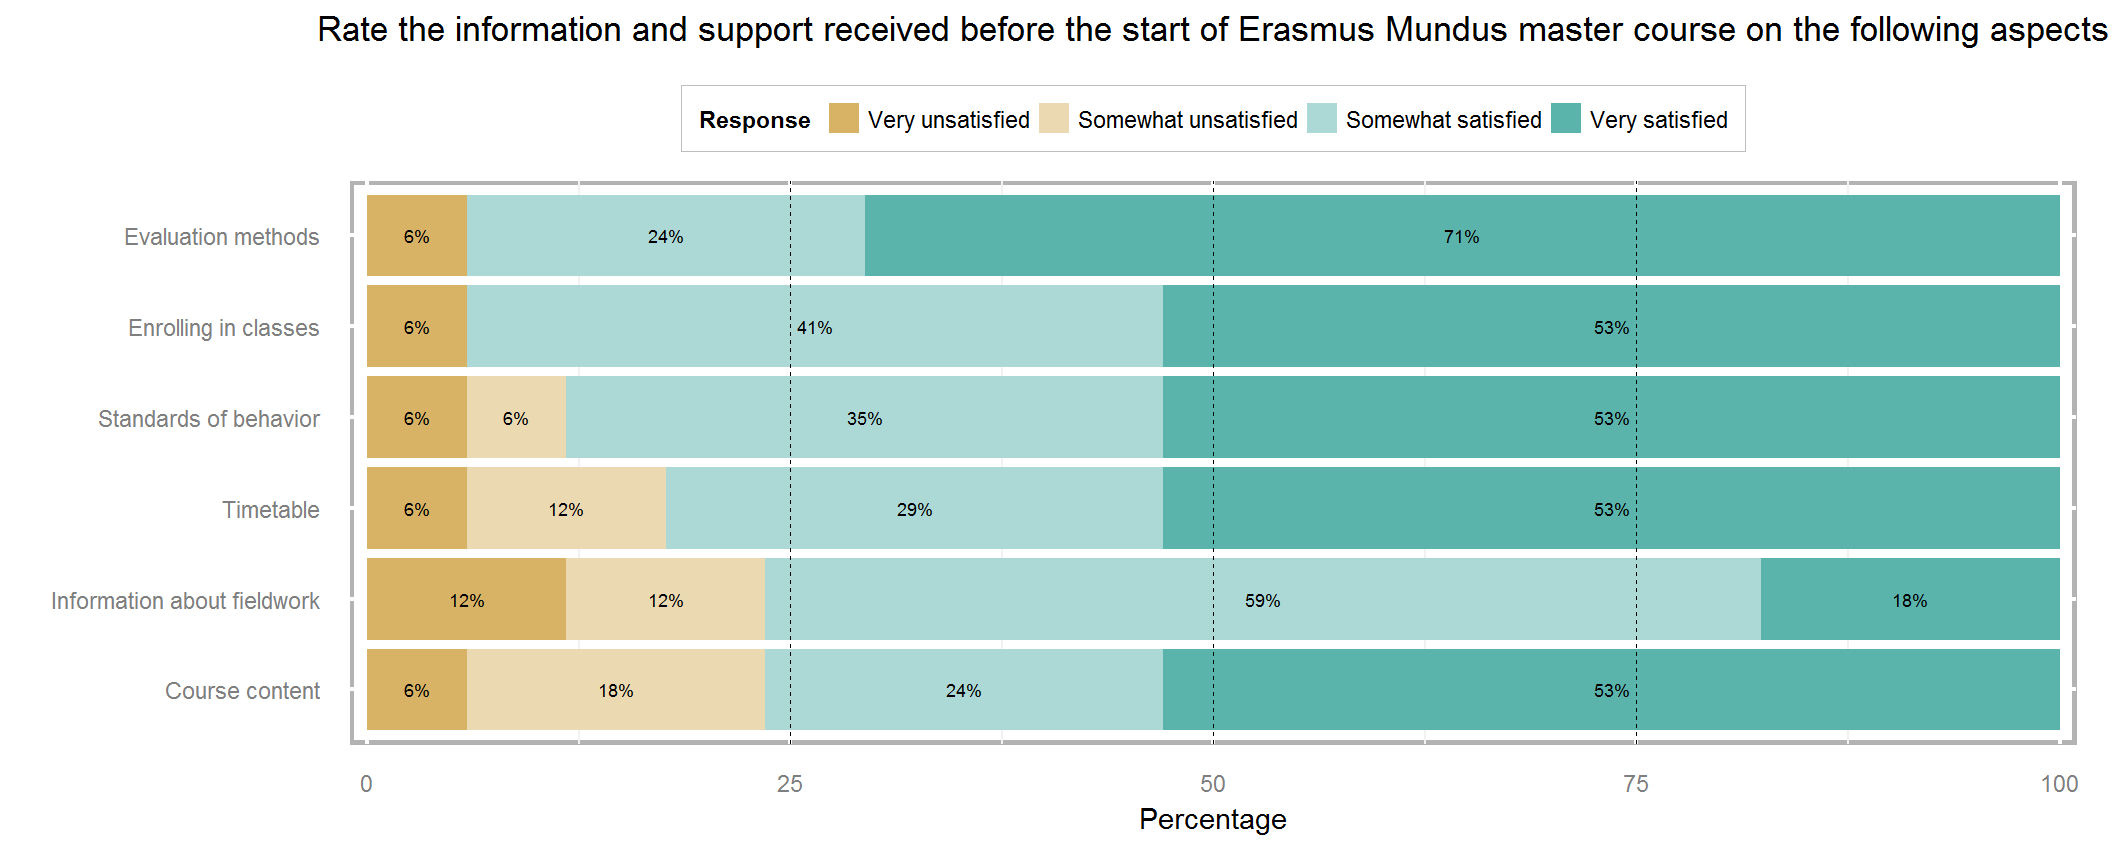 Rate the information and support received before the start of Erasmus Mundus master course on the following aspects
Response Very unsatisfied Somewhat unsatisfied Somewhat satisfied Very satisfied
Evaluation methods 6% 24% 71%
Enrolling in classes 6% 41% 53%
Standards of behavior 6% 6% 35% 53%
Timetable 6% 12% 29% 53%
Information about fieldwork 12% 12% 59% 18%
Course content 6% 18% 24% 53%
0 25 50 75 100
Percentage